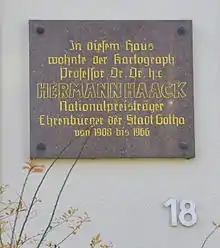 In diesem Haus
wohnte der Kartograph
Professor Dr. Dr. h.c.
HERMANN HAACK
Nationalpreisträger
Ehrenbürger der Stadt Gotha
von 1908 bis 1966
18